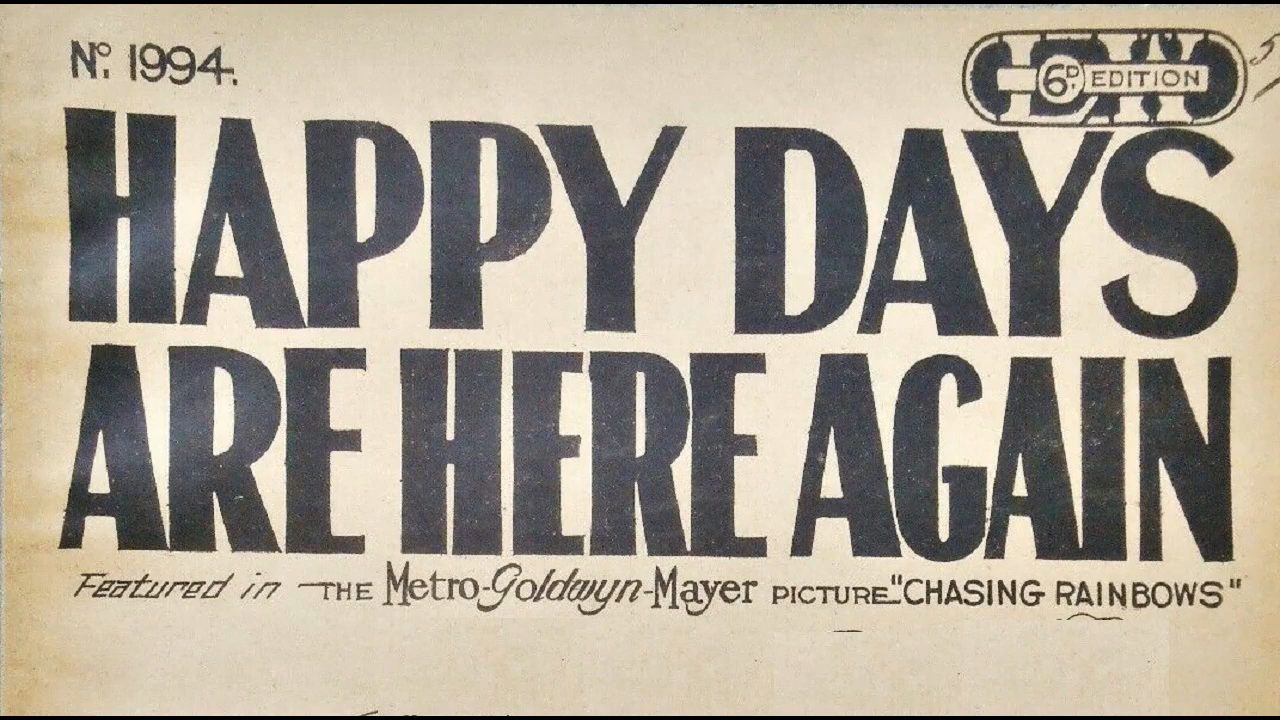 Nº. 1994.
6D. EDITION
HAPPY DAYS
ARE HERE AGAIN
Featured in THE Metro-Goldwyn-Mayer PICTURE "CHASING RAINBOWS"